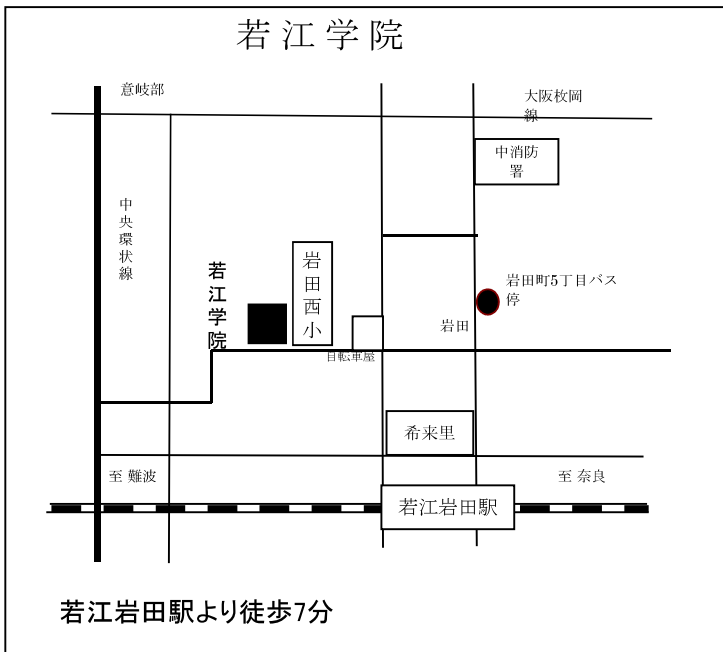 若江学院
意岐部
大阪枚岡
線
中消防
署
中央環状線
若江学院
岩田西小
岩田町5丁目バス
停
岩田
自転車屋
希来里
至 難波
至 奈良
若江岩田駅
若江岩田駅より徒歩7分